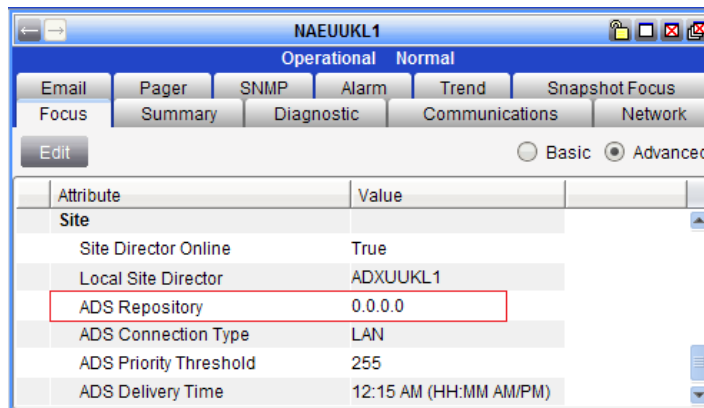 NAEUUKL1
Operational Normal
Email Pager SNMP Alarm Trend Snapshot Focus
Focus Summary Diagnostic Communications Network
Edit Basic Advanced
Attribute Value
Site
Site Director Online True
Local Site Director ADXUUKL1
ADS Repository 0.0.0.0
ADS Connection Type LAN
ADS Priority Threshold 255
ADS Delivery Time 12:15 AM (HH:MM AM/PM)